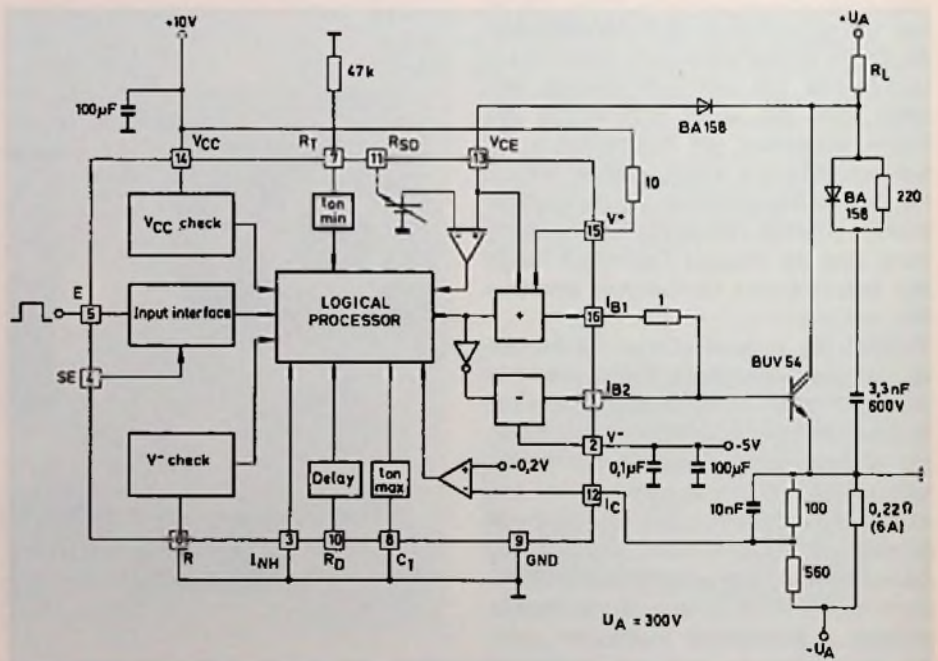 +10V
+UA
47k
RL
100µF
BA 158
VCC
RT
RSD
VCE
14
7
11
13
10
BA
158
220
ton
min
V+
15
VCC check
E
5
Input interface
LOGICAL
PROCESSOR
+
IB1
16
1
SE
4
BUV 54
-
IB2
1
3,3nF
600V
V-
2
-5V
V- check
-0,2V
0,1µF
100µF
Delay
ton
max
12
IC
10nF
100
0,22Ω
(6A)
3
10
8
9
R
INH
RD
CT
GND
560
UA = 300V
-UA